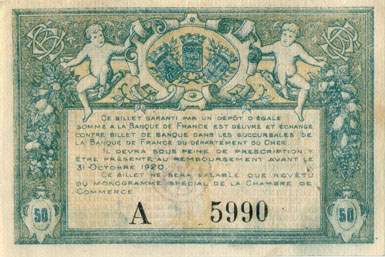 CE BILLET GARANTI PAR UN DÉPÔT D'ÉGALE
SOMME A LA BANQUE DE FRANCE EST DÉLIVRÉ ET ÉCHANGÉ
CONTRE BILLET DE BANQUE DANS LES SUCCURSALES DE
LA BANQUE DE FRANCE DU DÉPARTEMENT DU CHER.
IL DEVRA SOUS PEINE DE PRESCRIPTION
ÊTRE PRÉSENTÉ AU REMBOURSEMENT AVANT LE
31 OCTOBRE 1920.
CE BILLET NE SERA VALABLE QUE REVÊTU
DU MONOGRAMME SPÉCIAL DE LA CHAMBRE DE
COMMERCE
A 5990
50 50